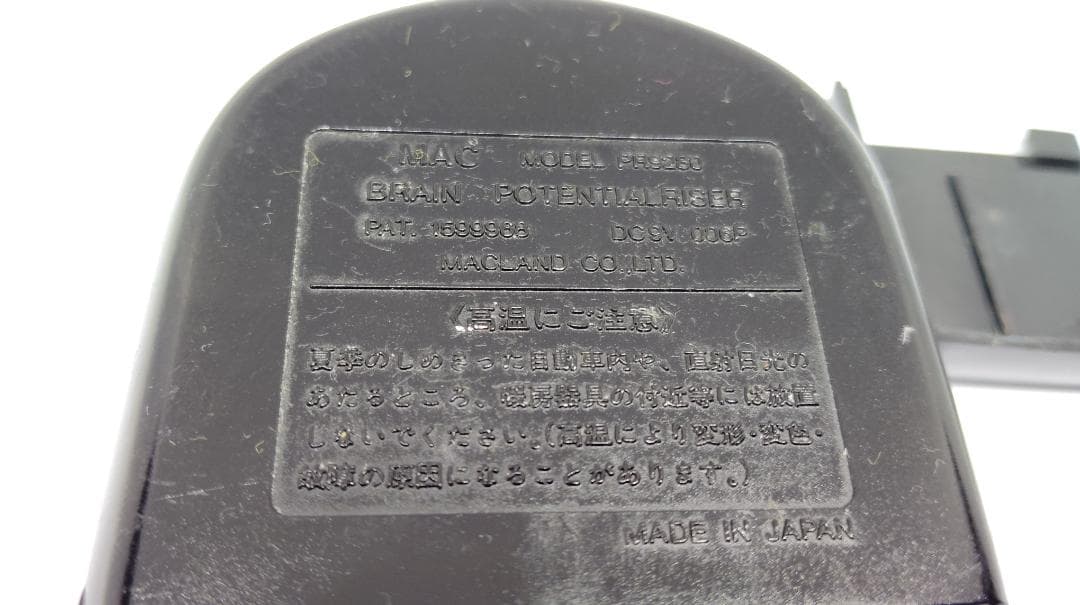 MAC MODEL PR9260
BRAIN POTENTIALRISER
PAT. 1599968 DC9V 006P
MACLAND CO.,LTD.
〈高温にご注意〉
夏季のしめきった自動車内や、直射日光の
あたるところ、暖房器具の付近等には放置
しないでください。(高温により変形・変色・
故障の原因になることがあります。)
MADE IN JAPAN